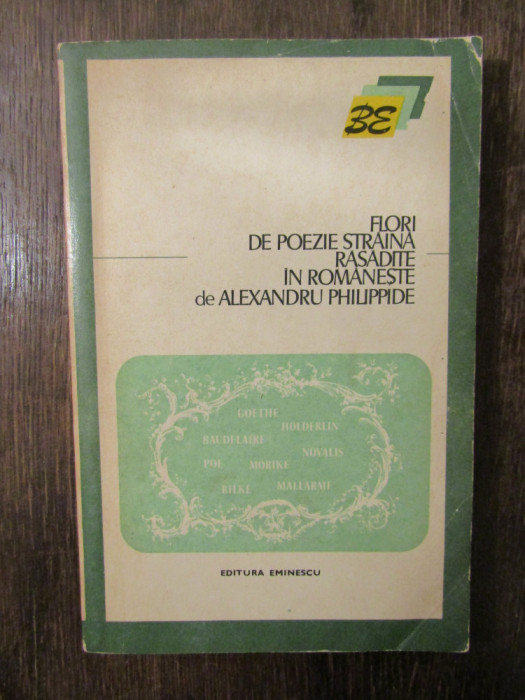 BE
FLORI
DE POEZIE STRĂINĂ
RĂSĂDITE
ÎN ROMÂNEȘTE
de ALEXANDRU PHILIPPIDE
GOETHE
HÖLDERLIN
BAUDELAIRE
NOVALIS
POE
MÖRIKE
RILKE
MALLARMÉ
EDITURA EMINESCU